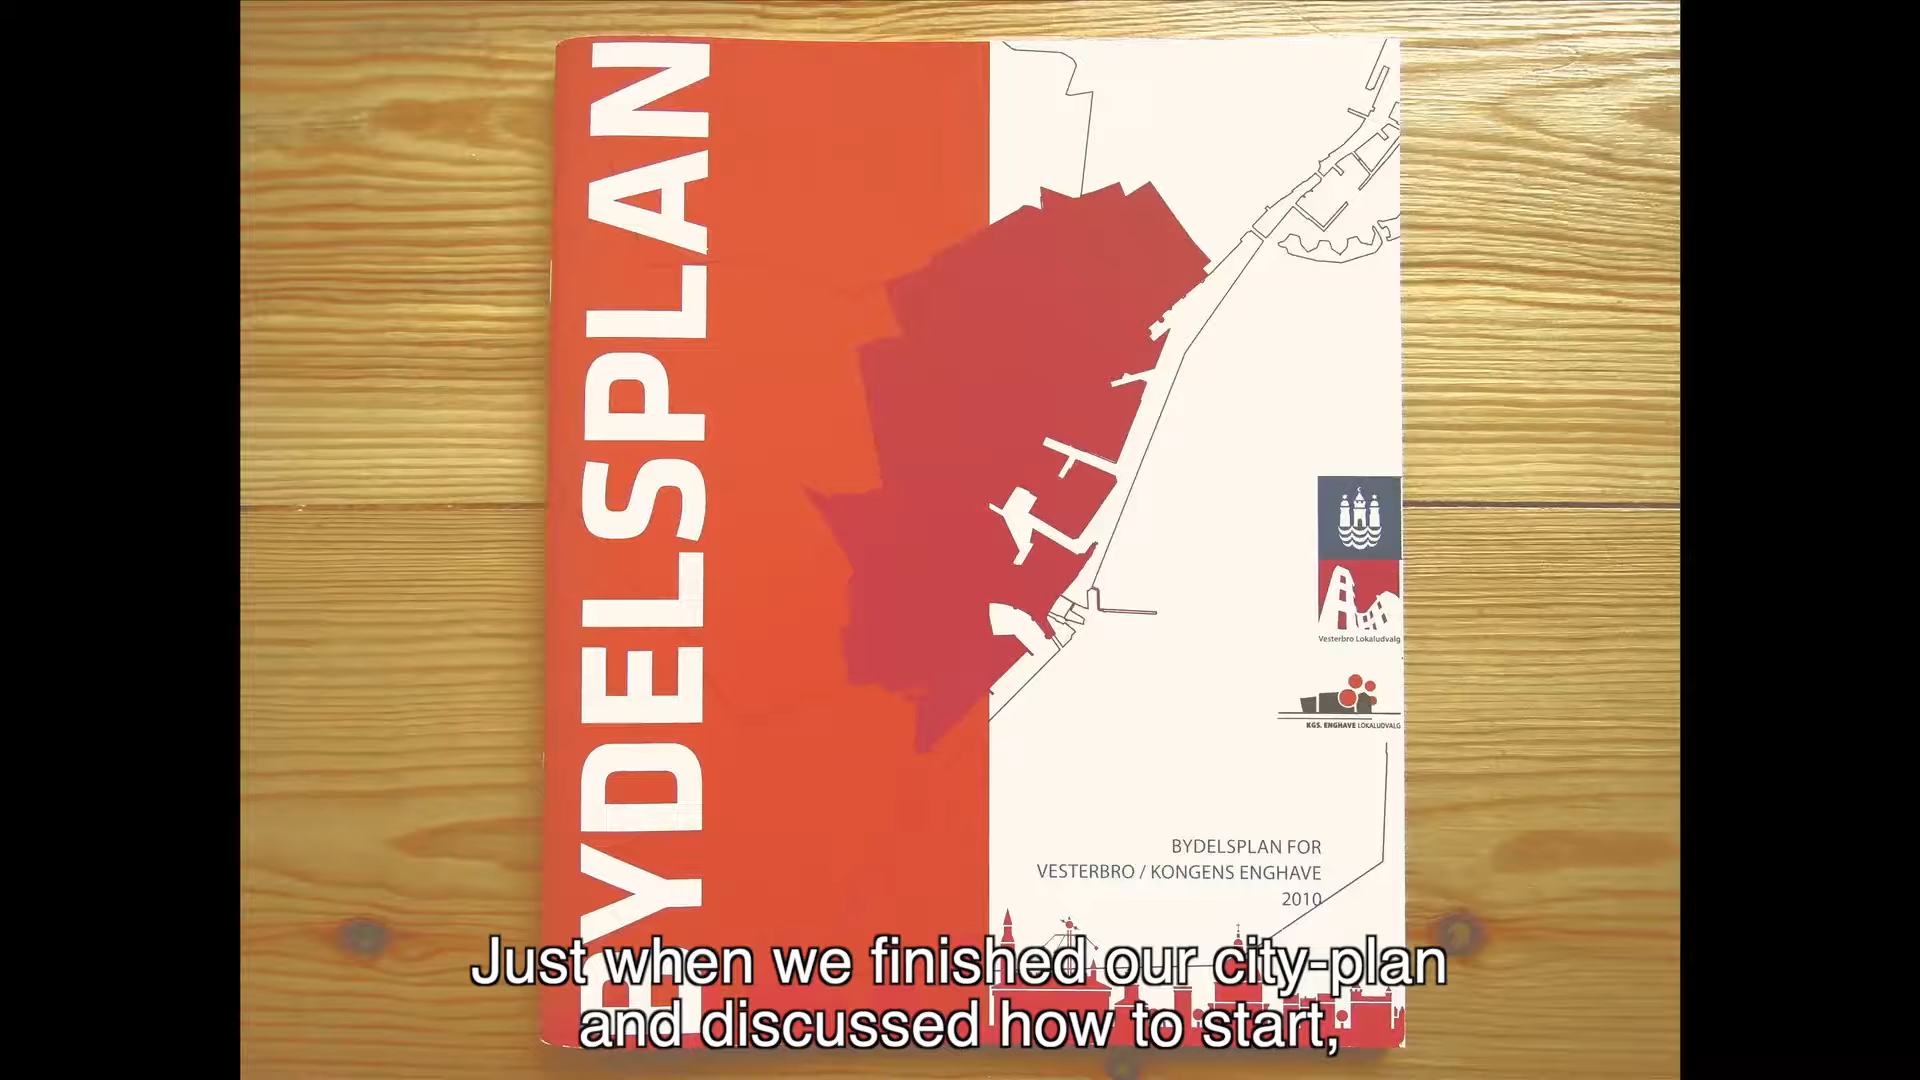 BYDELSPLAN
Vesterbro Lokaludvalg
KGS. ENGHAVE LOKALUDVALG
BYDELSPLAN FOR
VESTERBRO / KONGENS ENGHAVE
2010
Just when we finished our city-plan
and discussed how to start,